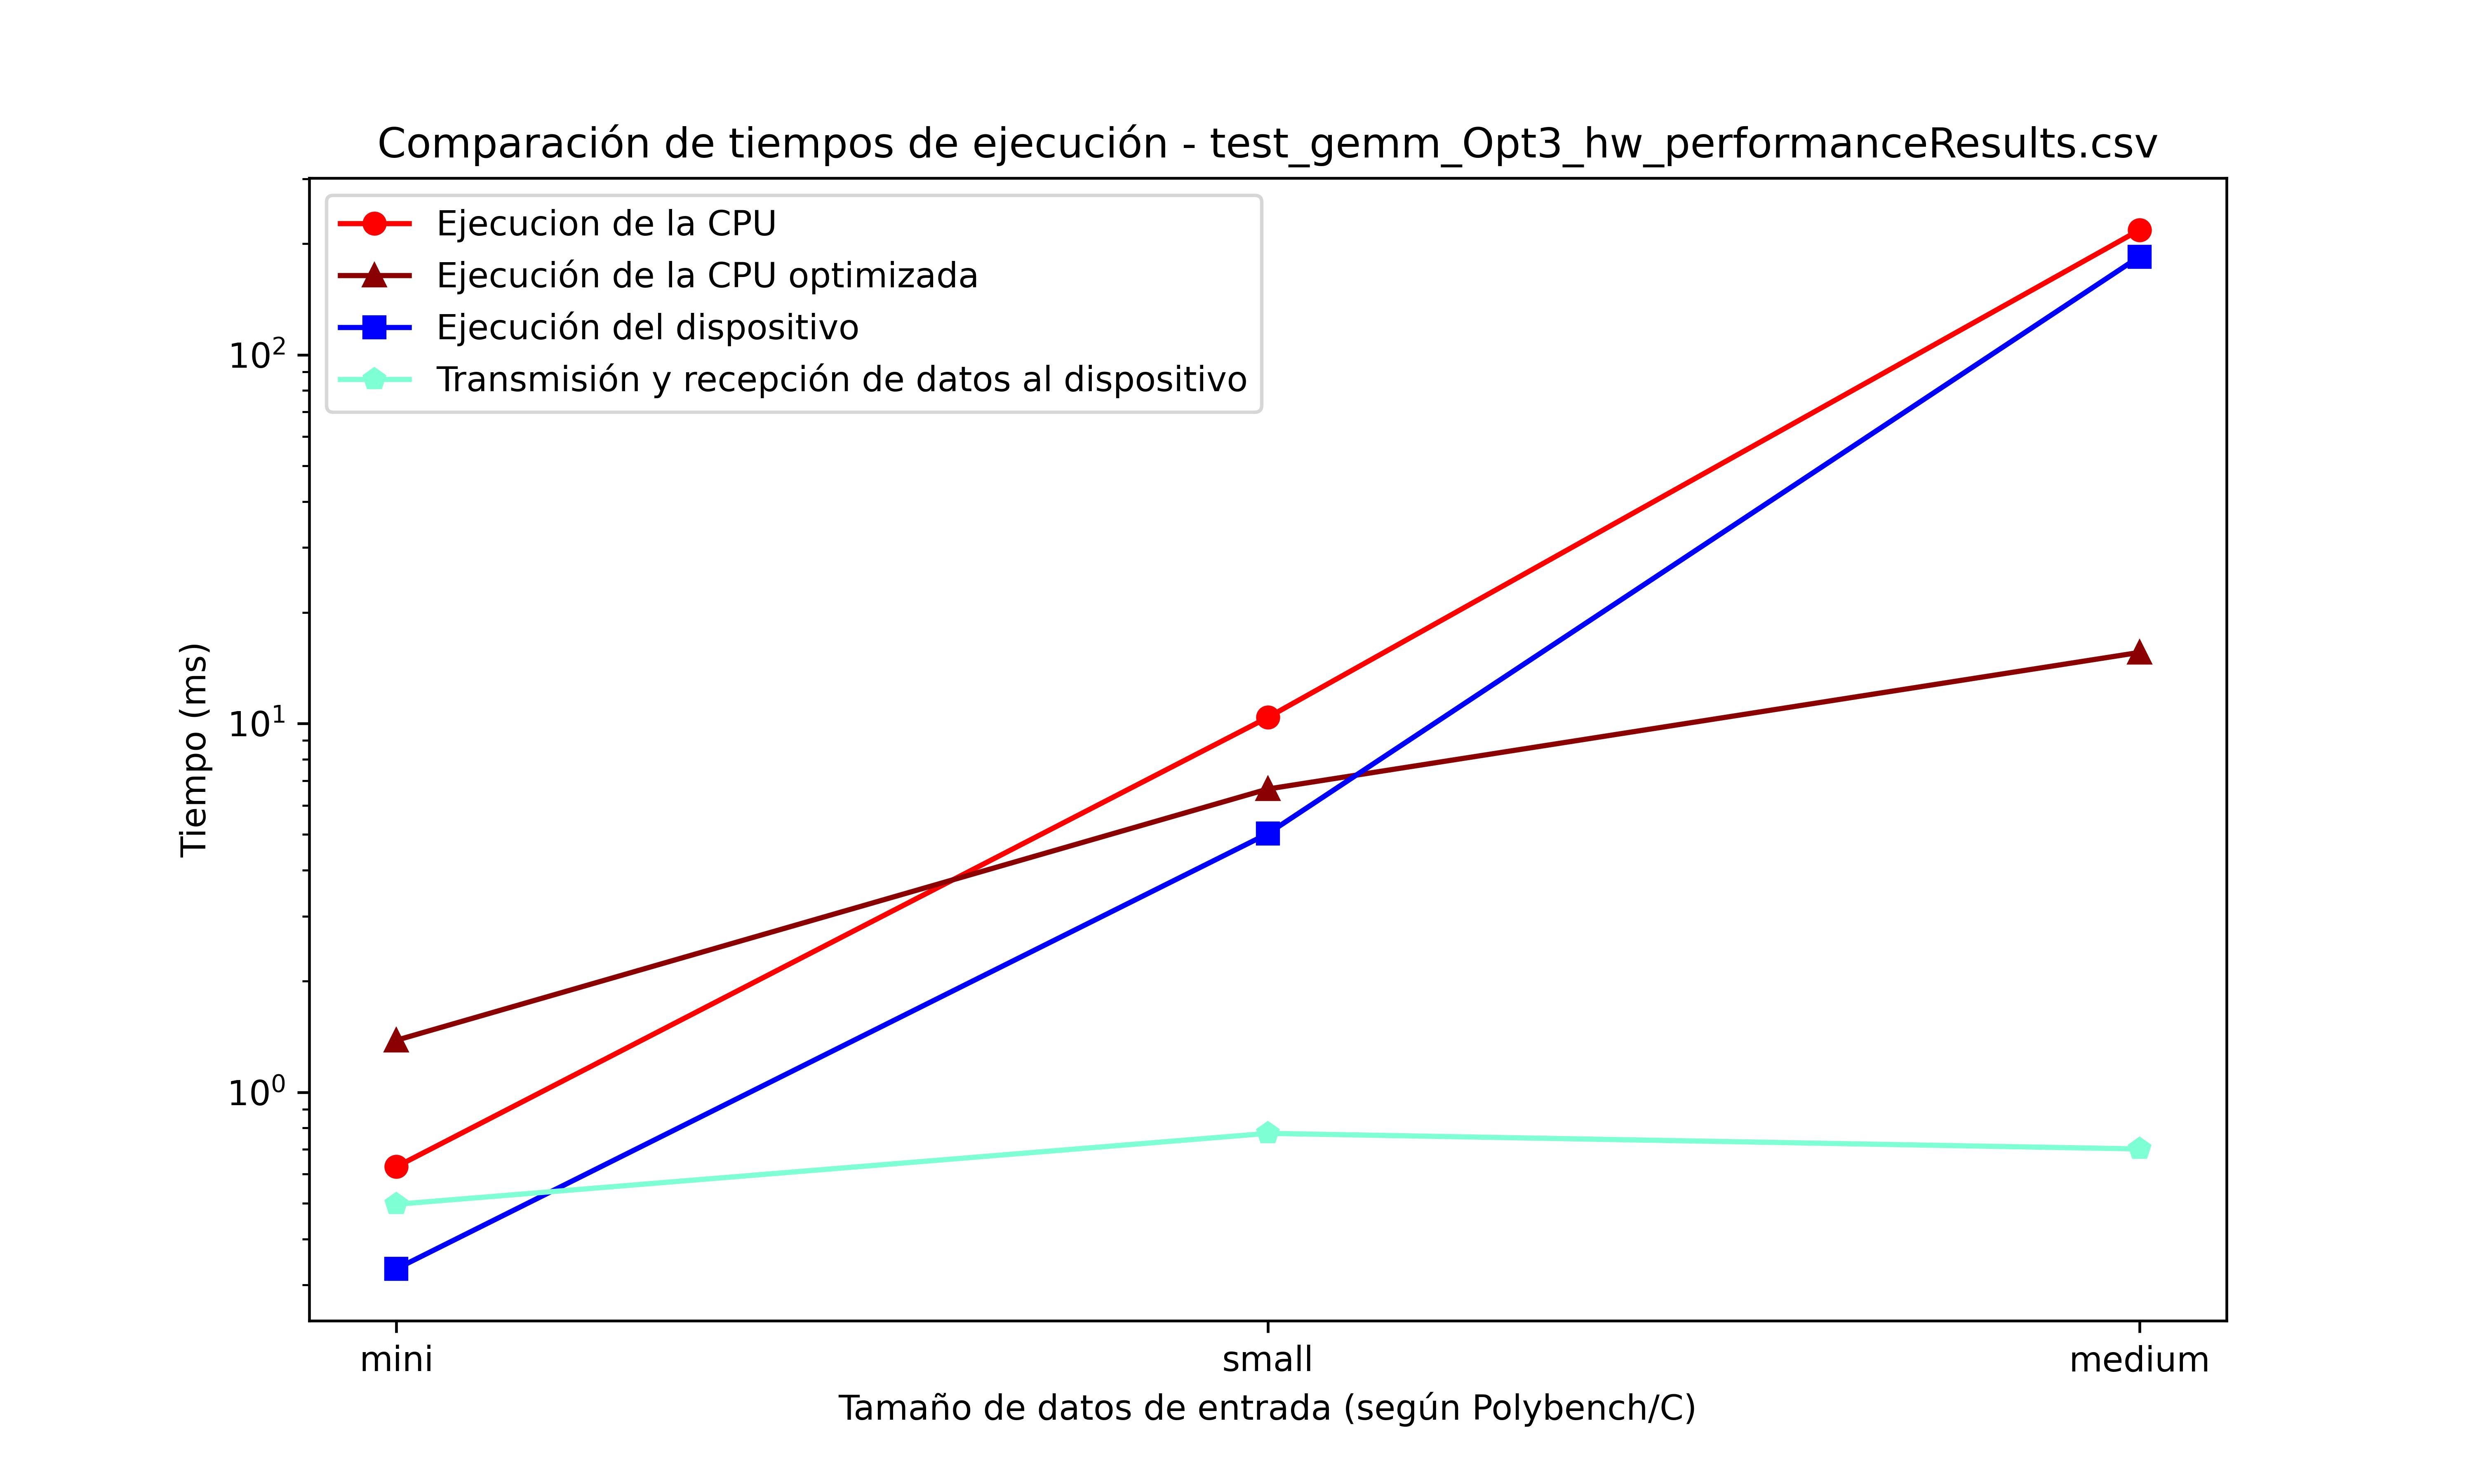 Comparación de tiempos de ejecución - test_gemm_Opt3_hw_performanceResults.csv
Ejecucion de la CPU
Ejecución de la CPU optimizada
Ejecución del dispositivo
Transmisión y recepción de datos al dispositivo
Tiempo (ms)
10²
10¹
10⁰
mini small medium
Tamaño de datos de entrada (según Polybench/C)